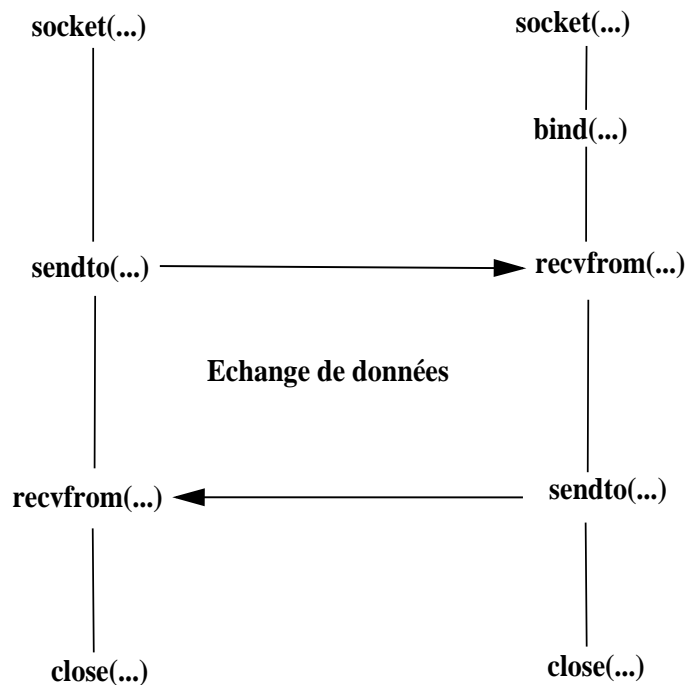 socket(...)
socket(...)
bind(...)
sendto(...)
recvfrom(...)
Echange de données
recvfrom(...)
sendto(...)
close(...)
close(...)